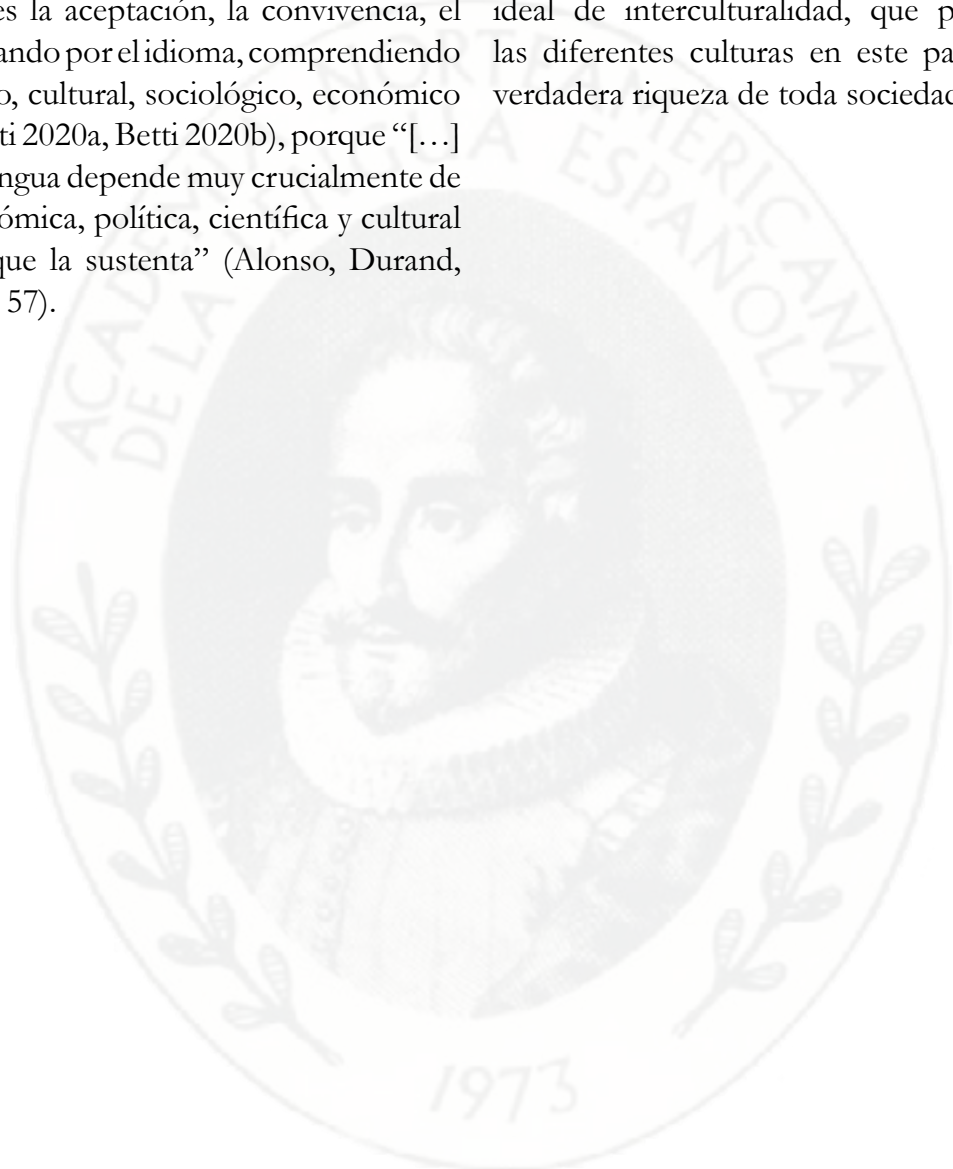 es la aceptación, la convivencia, el
ando por el idioma, comprendiendo
o, cultural, sociológico, económico
ti 2020a, Betti 2020b), porque “[…]
ngua depende muy crucialmente de
ómica, política, científica y cultural
que la sustenta” (Alonso, Durand,
57).
ideal de interculturalidad, que p
las diferentes culturas en este pa
verdadera riqueza de toda sociedad
ACADEMIA NORTEAMERICANA
DE LA LENGUA ESPAÑOLA
1973